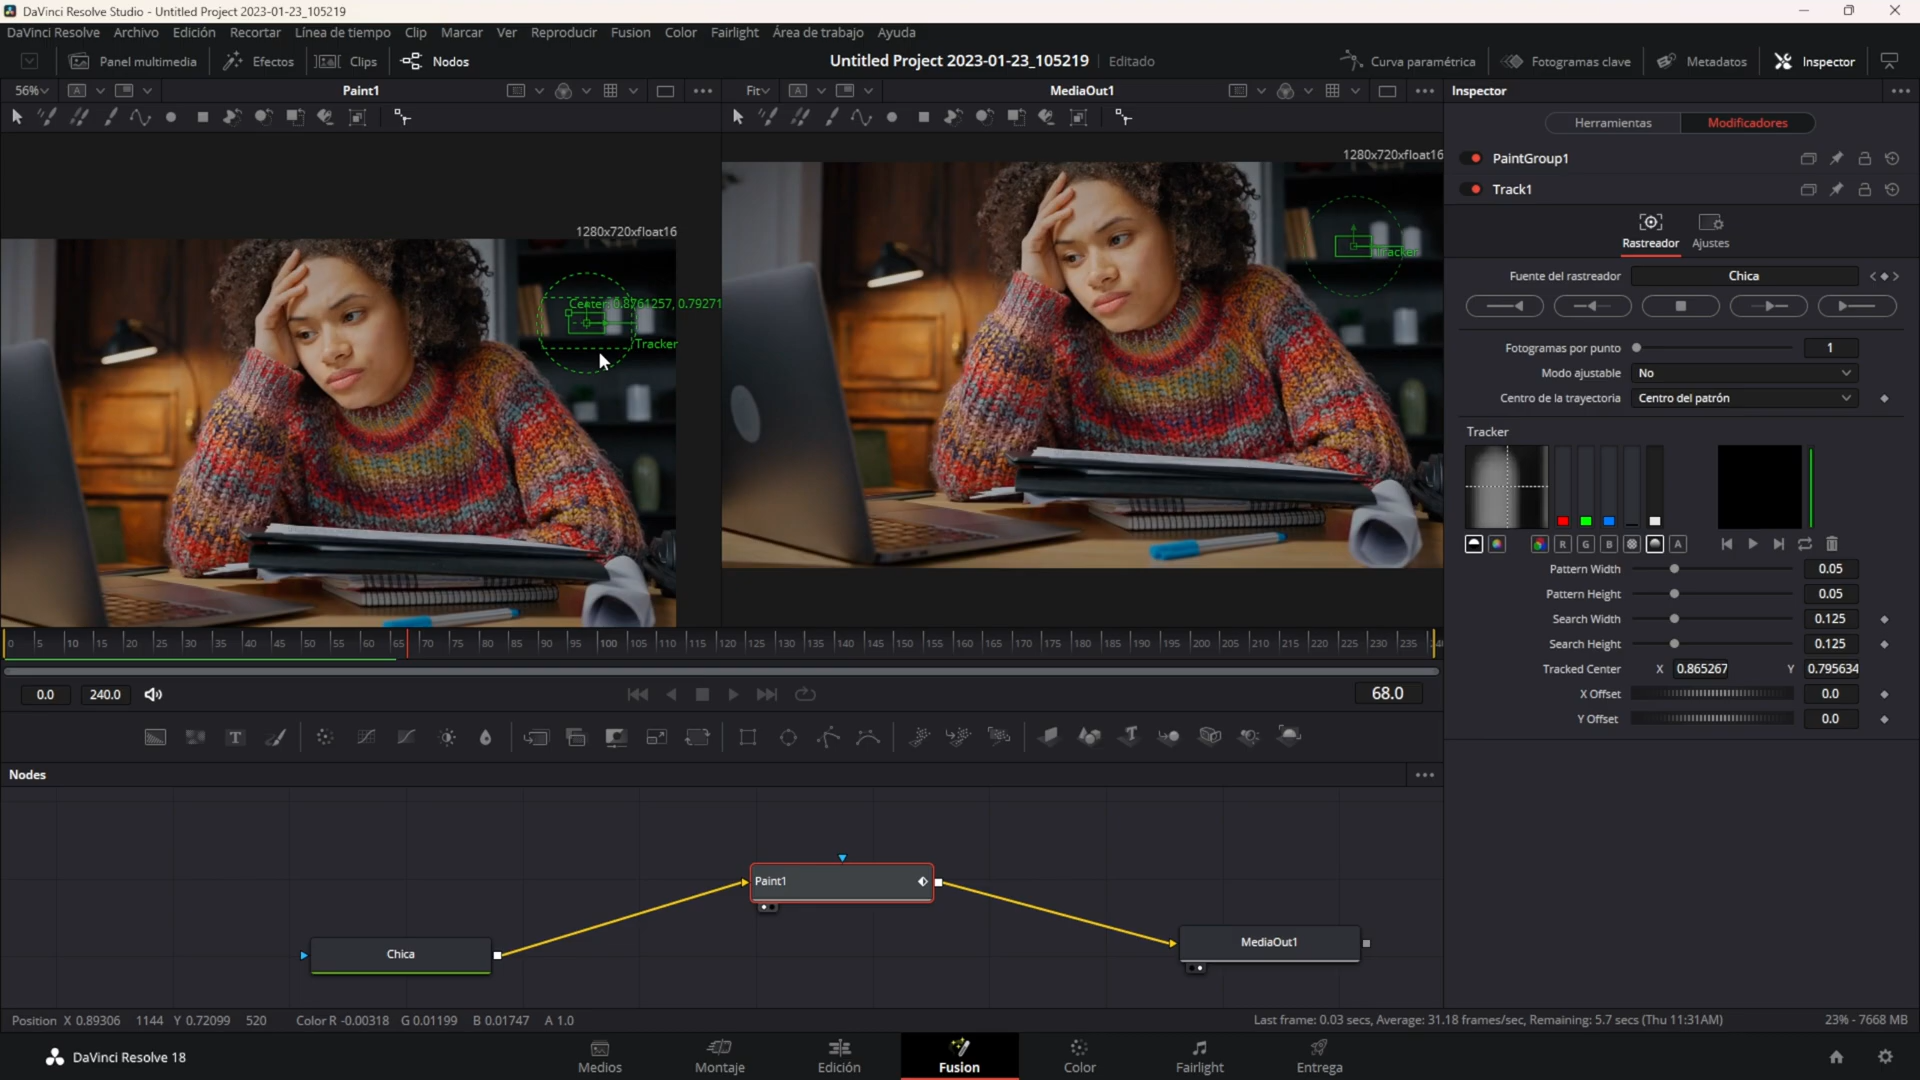 DaVinci Resolve Studio - Untitled Project 2023-01-23_105219
DaVinci Resolve Archivo Edición Recortar Línea de tiempo Clip Marcar Ver Reproducir Fusion Color Fairlight Área de trabajo Ayuda
Panel multimedia Efectos Clips Nodos Untitled Project 2023-01-23_105219 Editado Curva paramétrica Fotogramas clave Metadatos Inspector
56% A Paint1 Fit A MediaOut1 Inspector
Herramientas Modificadores
1280x720xfloat16
PaintGroup1
Track1
1280x720xfloat16
Rastreador Ajustes
Tracker
Center: 0.8761257, 0.79271
Tracker
Fuente del rastreador Chica
Fotogramas por punto 1
Modo ajustable No
Centro de la trayectoria Centro del patrón
Tracker
R G B A
Pattern Width 0.05
Pattern Height 0.05
Search Width 0.125
Search Height 0.125
Tracked Center X 0.865267 Y 0.795634
X Offset 0.0
Y Offset 0.0
0 5 10 15 20 25 30 35 40 45 50 55 60 65 70 75 80 85 90 95 100 105 110 115 120 125 130 135 140 145 150 155 160 165 170 175 180 185 190 195 200 205 210 215 220 225 230 235
0.0 240.0 68.0
T T
Nodes
Paint1
Chica
MediaOut1
Position X 0.89306 1144 Y 0.72099 520 Color R -0.00318 G 0.01199 B 0.01747 A 1.0
Last frame: 0.03 secs, Average: 31.18 frames/sec, Remaining: 5.7 secs (Thu 11:31AM) 23% - 7668 MB
DaVinci Resolve 18
Medios Montaje Edición Fusion Color Fairlight Entrega